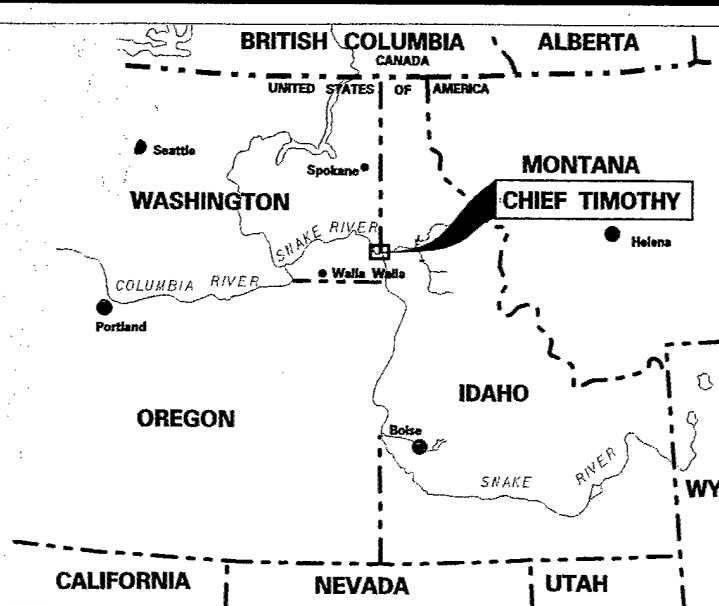 BRITISH COLUMBIA
ALBERTA
CANADA
UNITED STATES OF AMERICA
Seattle
Spokane
MONTANA
WASHINGTON
CHIEF TIMOTHY
SNAKE RIVER
Helena
Walla Walla
COLUMBIA RIVER
Portland
IDAHO
OREGON
Boise
SNAKE RIVER
WY
CALIFORNIA
NEVADA
UTAH